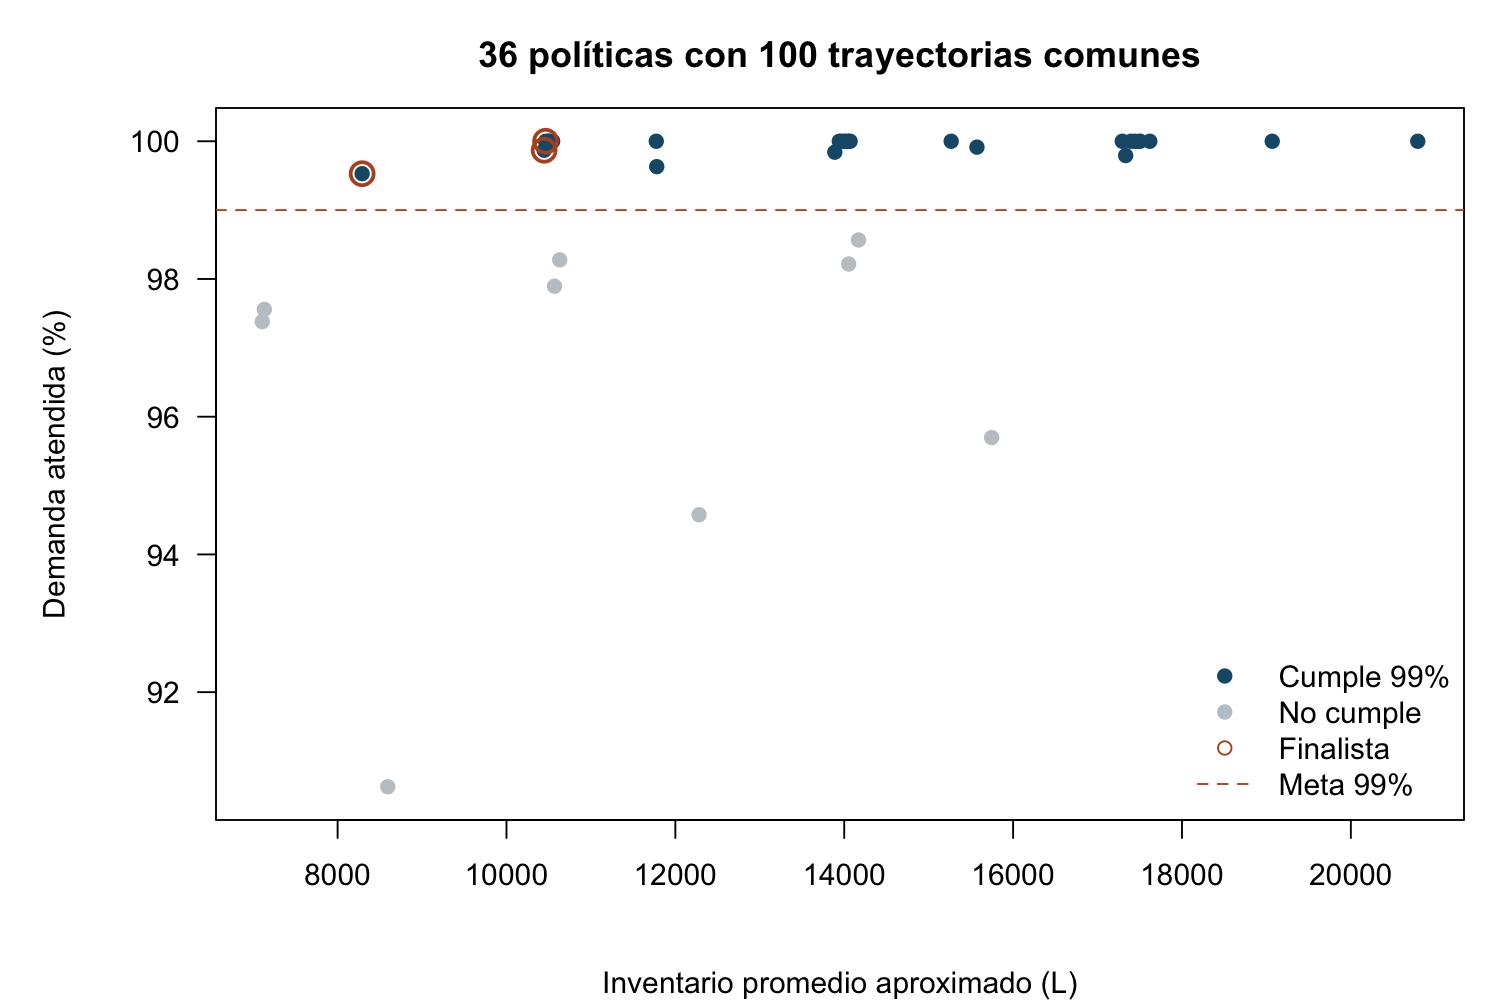 36 políticas con 100 trayectorias comunes
Demanda atendida (%)
100
98
96
94
92
Cumple 99%
No cumple
Finalista
Meta 99%
8000 10000 12000 14000 16000 18000 20000
Inventario promedio aproximado (L)